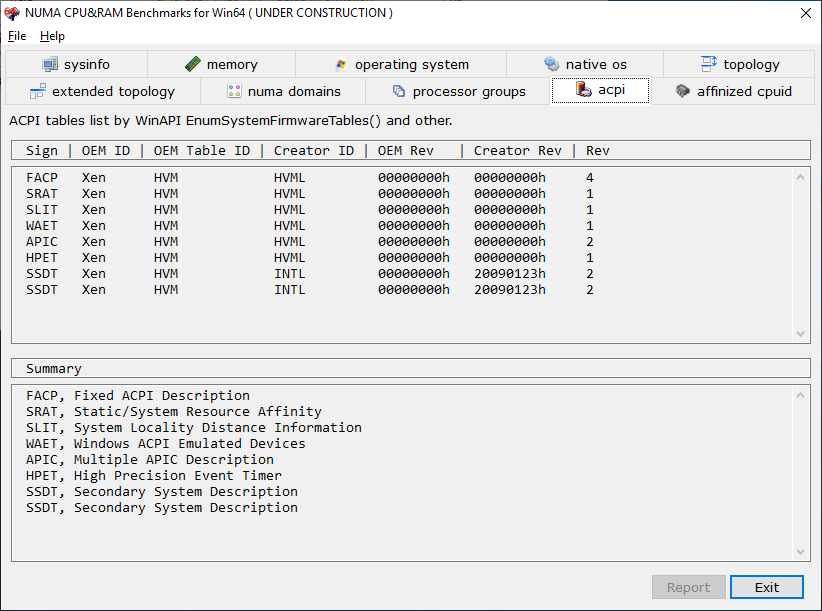 NUMA CPU&RAM Benchmarks for Win64 ( UNDER CONSTRUCTION )
File Help
sysinfo memory operating system native os topology
extended topology numa domains processor groups acpi affinized cpuid
ACPI tables list by WinAPI EnumSystemFirmwareTables() and other.
Sign | OEM ID | OEM Table ID | Creator ID | OEM Rev | Creator Rev | Rev
FACP Xen HVM HVML 00000000h 00000000h 4
SRAT Xen HVM HVML 00000000h 00000000h 1
SLIT Xen HVM HVML 00000000h 00000000h 1
WAET Xen HVM HVML 00000000h 00000000h 1
APIC Xen HVM HVML 00000000h 00000000h 2
HPET Xen HVM HVML 00000000h 00000000h 1
SSDT Xen HVM INTL 00000000h 20090123h 2
SSDT Xen HVM INTL 00000000h 20090123h 2
Summary
FACP, Fixed ACPI Description
SRAT, Static/System Resource Affinity
SLIT, System Locality Distance Information
WAET, Windows ACPI Emulated Devices
APIC, Multiple APIC Description
HPET, High Precision Event Timer
SSDT, Secondary System Description
SSDT, Secondary System Description
Report Exit